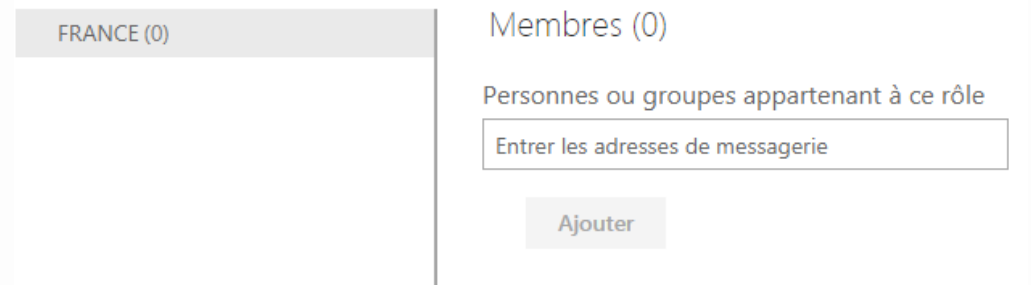 FRANCE (0)
Membres (0)
Personnes ou groupes appartenant à ce rôle
Entrer les adresses de messagerie
Ajouter